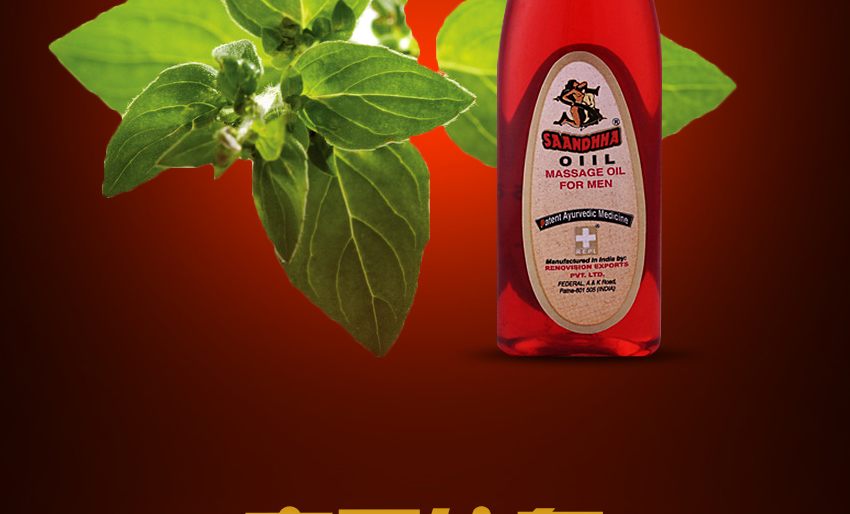 SAANDHHA®
OIIL
MASSAGE OIL
FOR MEN
Patent Ayurvedic Medicine
R.E.P.L
Manufactured in India by:
RENOVISION EXPORTS
PVT. LTD.
FEDERAL, A & K Road,
Patna-801 505 (INDIA)